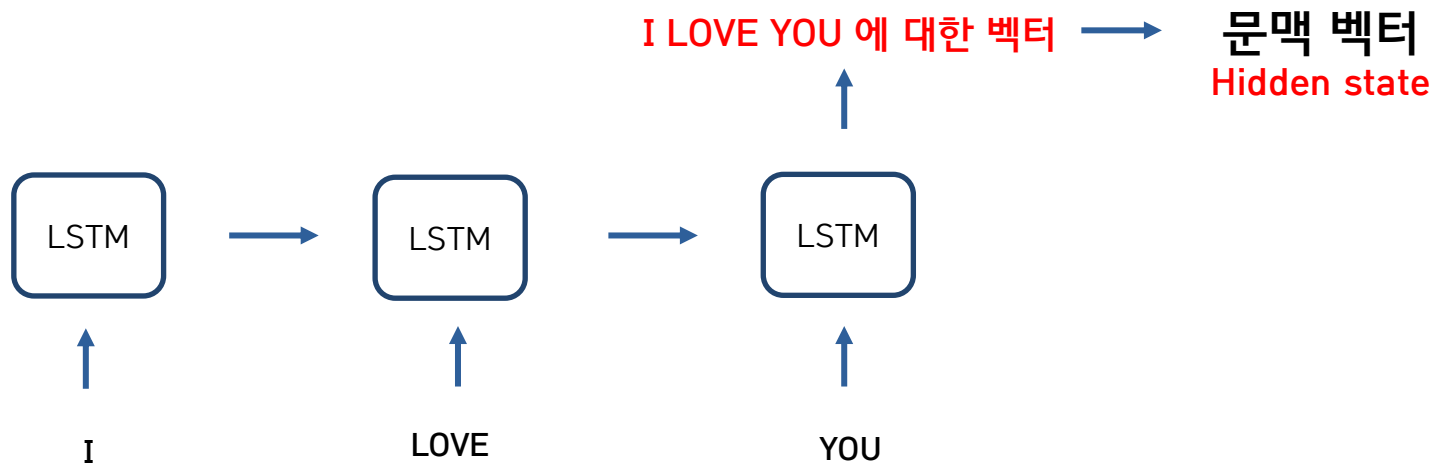 I LOVE YOU 에 대한 벡터
문맥 벡터
Hidden state
LSTM
LSTM
LSTM
I
LOVE
YOU